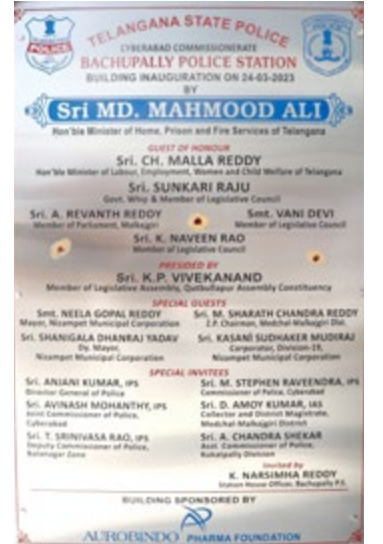 TELANGANA STATE POLICE
CYBERABAD COMMISSIONERATE
BACHUPALLY POLICE STATION
BUILDING INAUGURATION ON 24-03-2023
BY
Sri MD. MAHMOOD ALI
Hon'ble Minister of Home, Prison and Fire Services of Telangana
GUEST OF HONOUR
Sri. CH. MALLA REDDY
Hon'ble Minister of Labour, Employment, Women and Child Welfare of Telangana
Sri. SUNKARI RAJU
Govt. Whip & Member of Legislative Council
Sri. A. REVANTH REDDY
Member of Parliament, Malkajgiri
Smt. VANI DEVI
Member of Legislative Council
Sri. K. NAVEEN RAO
Member of Legislative Council
PRESIDED BY
Sri. K.P. VIVEKANAND
Member of Legislative Assembly, Qutbullapur Assembly Constituency
SPECIAL GUESTS
Smt. NEELA GOPAL REDDY
Mayor, Nizampet Municipal Corporation
Sri. M. SHARATH CHANDRA REDDY
Z.P. Chairman, Medchal-Malkajgiri Dist.
Sri. SHANIGALA DHANRAJ YADAV
Dy. Mayor,
Nizampet Municipal Corporation
Sri. KASANI SUDHAKER MUDIRAJ
Corporator, Division-19,
Nizampet Municipal Corporation
SPECIAL INVITEES
Sri. ANJANI KUMAR, IPS
Director General of Police
Sri. M. STEPHEN RAVEENDRA, IPS
Commissioner of Police, Cyberabad
Sri. AVINASH MOHANTHY, IPS
Joint Commissioner of Police,
Cyberabad
Sri. D. AMOY KUMAR, IAS
Collector and District Magistrate,
Medchal-Malkajgiri District
Sri. T. SRINIVASA RAO, IPS
Deputy Commissioner of Police,
Balanagar Zone
Sri. A. CHANDRA SHEKAR
Asst. Commissioner of Police,
Kukatpally Division
Invited by
K. NARSIMHA REDDY
Station House Officer, Bachupally P.S.
BUILDING SPONSORED BY
AUROBINDO PHARMA FOUNDATION